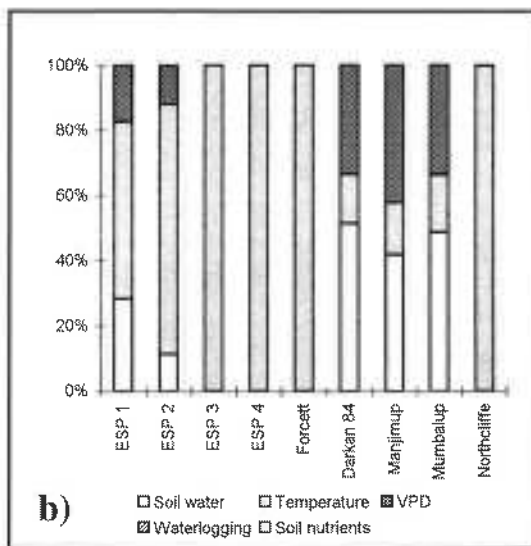 100%
80%
60%
40%
20%
0%
ESP 1
ESP 2
ESP 3
ESP 4
Forcett
Darkan 84
Manjimup
Mumbalup
Northcliffe
b)
Soil water Temperature VPD
Waterlogging Soil nutrients